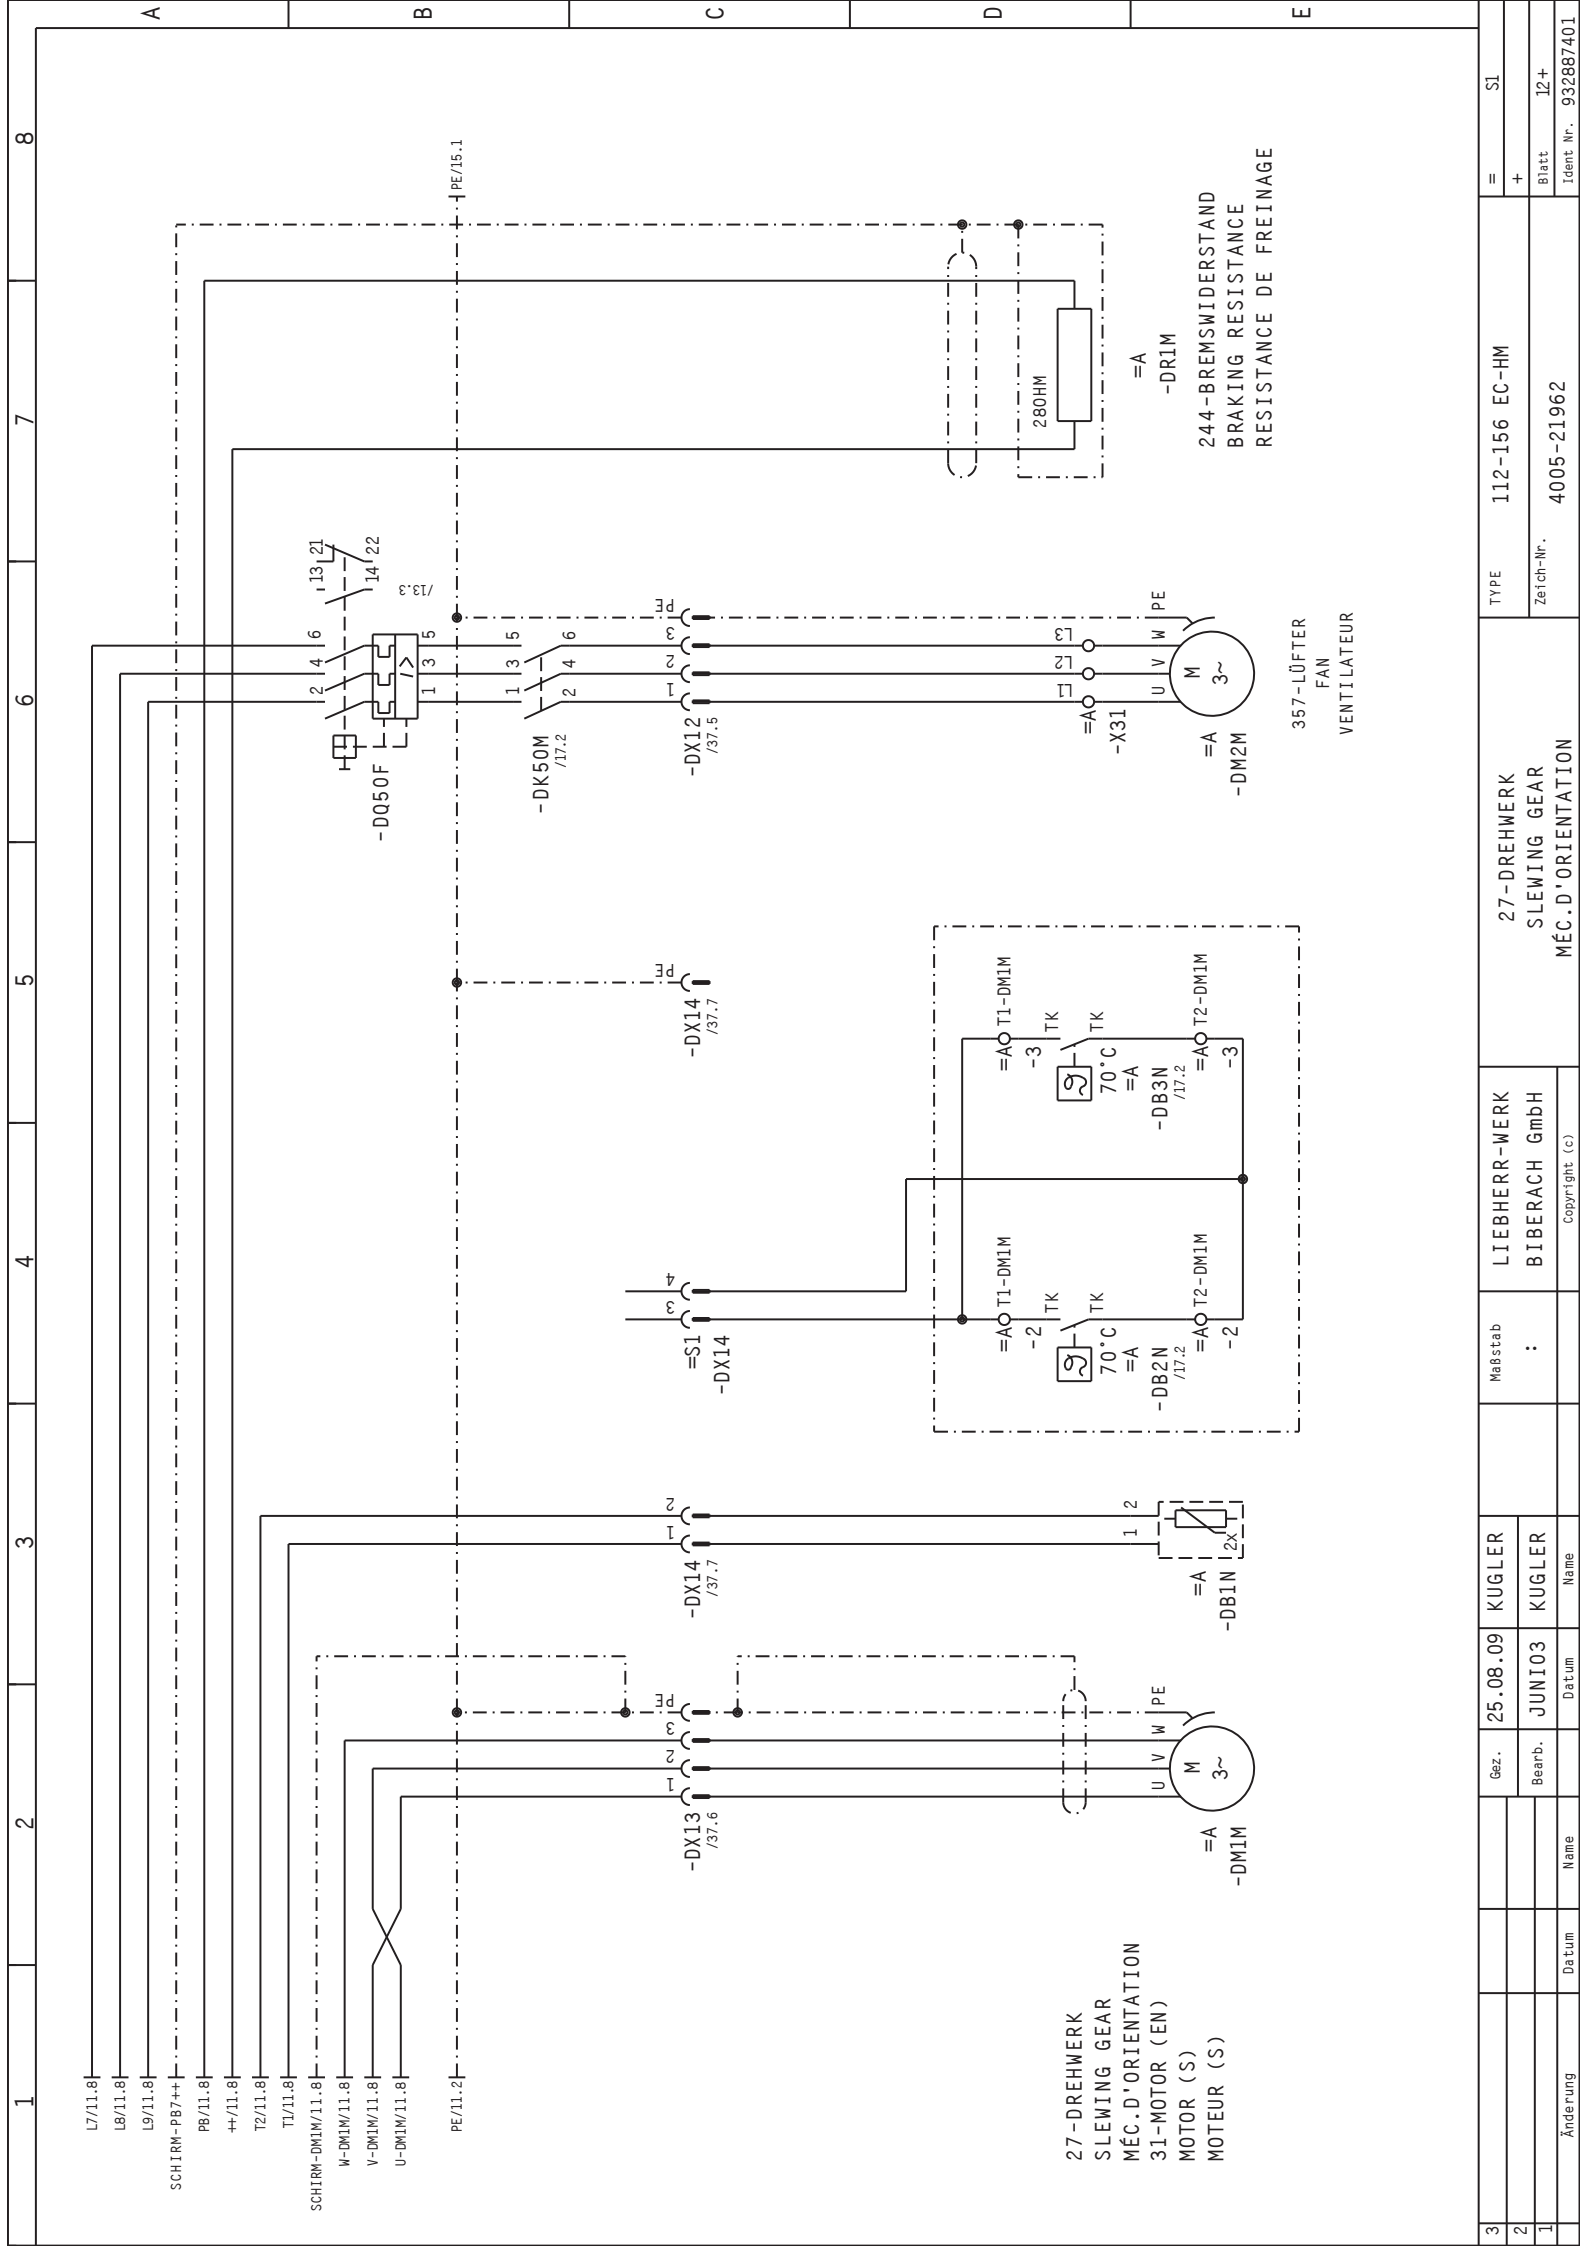 1
2
3
4
5
6
7
8
A
B
C
D
E
L7/11.8
L8/11.8
L9/11.8
SCHIRM-PB7++
PB/11.8
++/11.8
T2/11.8
T1/11.8
SCHIRM-DM1M/11.8
W-DM1M/11.8
V-DM1M/11.8
U-DM1M/11.8
PE/11.2
PE/15.1
-DQ50F
2
4
6
13
21
14
22
/13.3
I>
1
3
5
-DK50M
/17.2
1
3
5
2
4
6
-DX13
/37.6
1
2
3
PE
-DX14
/37.7
1
2
=S1
-DX14
3
4
-DX14
/37.7
PE
-DX12
/37.5
1
2
3
PE
=A
-X31
L1
L2
L3
U
V
W
PE
M
3~
=A
-DM1M
1
2
2X
=A
-DB1N
=A
-2
T1-DM1M
TK
TK
70°C
=A
-DB2N
/17.2
=A
-2
T2-DM1M
=A
-3
T1-DM1M
TK
TK
70°C
=A
-DB3N
/17.2
=A
-3
T2-DM1M
U
V
W
PE
M
3~
=A
-DM2M
357-LÜFTER
FAN
VENTILATEUR
28OHM
=A
-DR1M
244-BREMSWIDERSTAND
BRAKING RESISTANCE
RESISTANCE DE FREINAGE
27-DREHWERK
SLEWING GEAR
MÉC.D'ORIENTATION
31-MOTOR(EN)
MOTOR(S)
MOTEUR(S)
3
2
1
Änderung
Datum
Name
Gez.
25.08.09
KUGLER
Bearb.
JUNI03
KUGLER
Datum
Name
Maßstab
:
LIEBHERR-WERK
BIBERACH GmbH
Copyright (c)
27-DREHWERK
SLEWING GEAR
MÉC.D'ORIENTATION
TYPE
112-156 EC-HM
Zeich-Nr.
4005-21962
=
S1
+
Blatt
12+
Ident Nr.
932887401